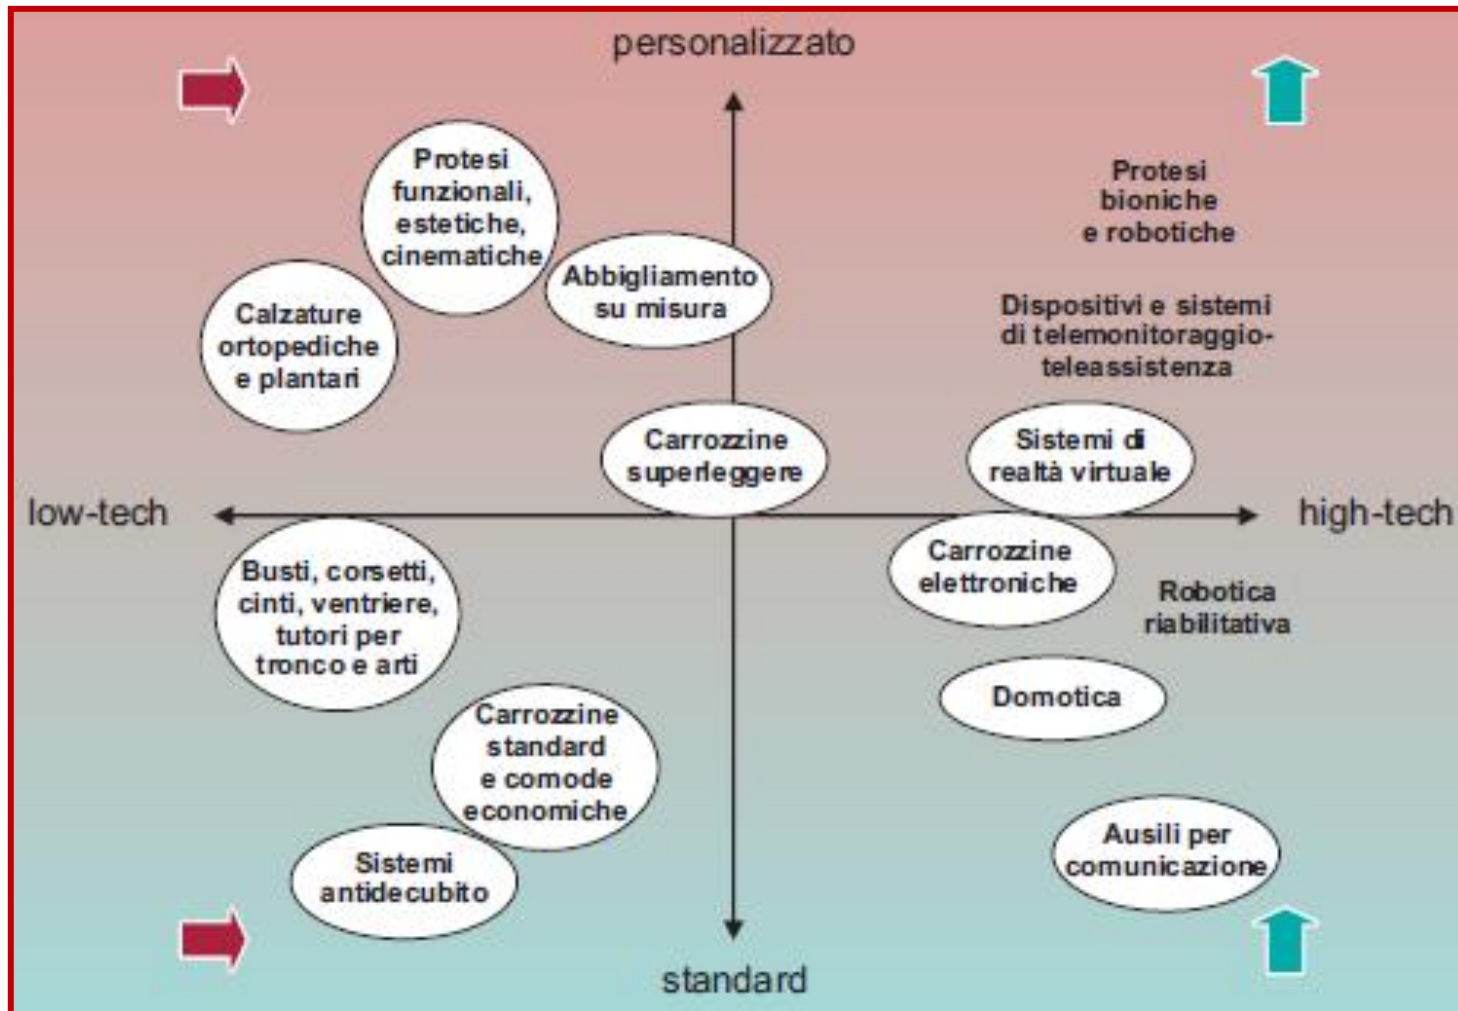 personalizzato
Protesi
funzionali,
estetiche,
cinematiche
Abbigliamento
su misura
Calzature
ortopediche
e plantari
Protesi
bioniche
e robotiche
Dispositivi e sistemi
di telemonitoraggio-
teleassistenza
Carrozzine
superleggere
Sistemi di
realtà virtuale
low-tech
high-tech
Busti, corsetti,
cinti, ventriere,
tutori per
tronco e arti
Carrozzine
elettroniche
Robotica
riabilitativa
Domotica
Carrozzine
standard
e comode
economiche
Sistemi
antidecubito
Ausili per
comunicazione
standard